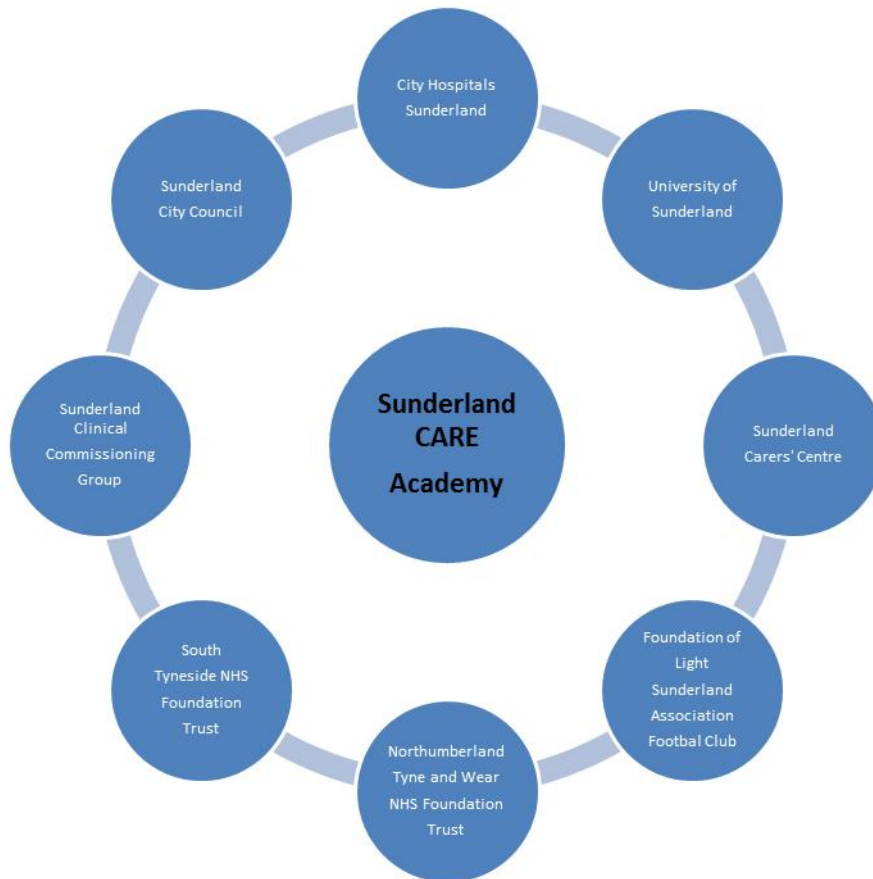 City Hospitals
Sunderland
University of
Sunderland
Sunderland
Carers' Centre
Foundation of
Light
Sunderland
Association
Footbal Club
Northumberland
Tyne and Wear
NHS Foundation
Trust
South
Tyneside NHS
Foundation
Trust
Sunderland
Clinical
Commissioning
Group
Sunderland
City Council
Sunderland
CARE
Academy